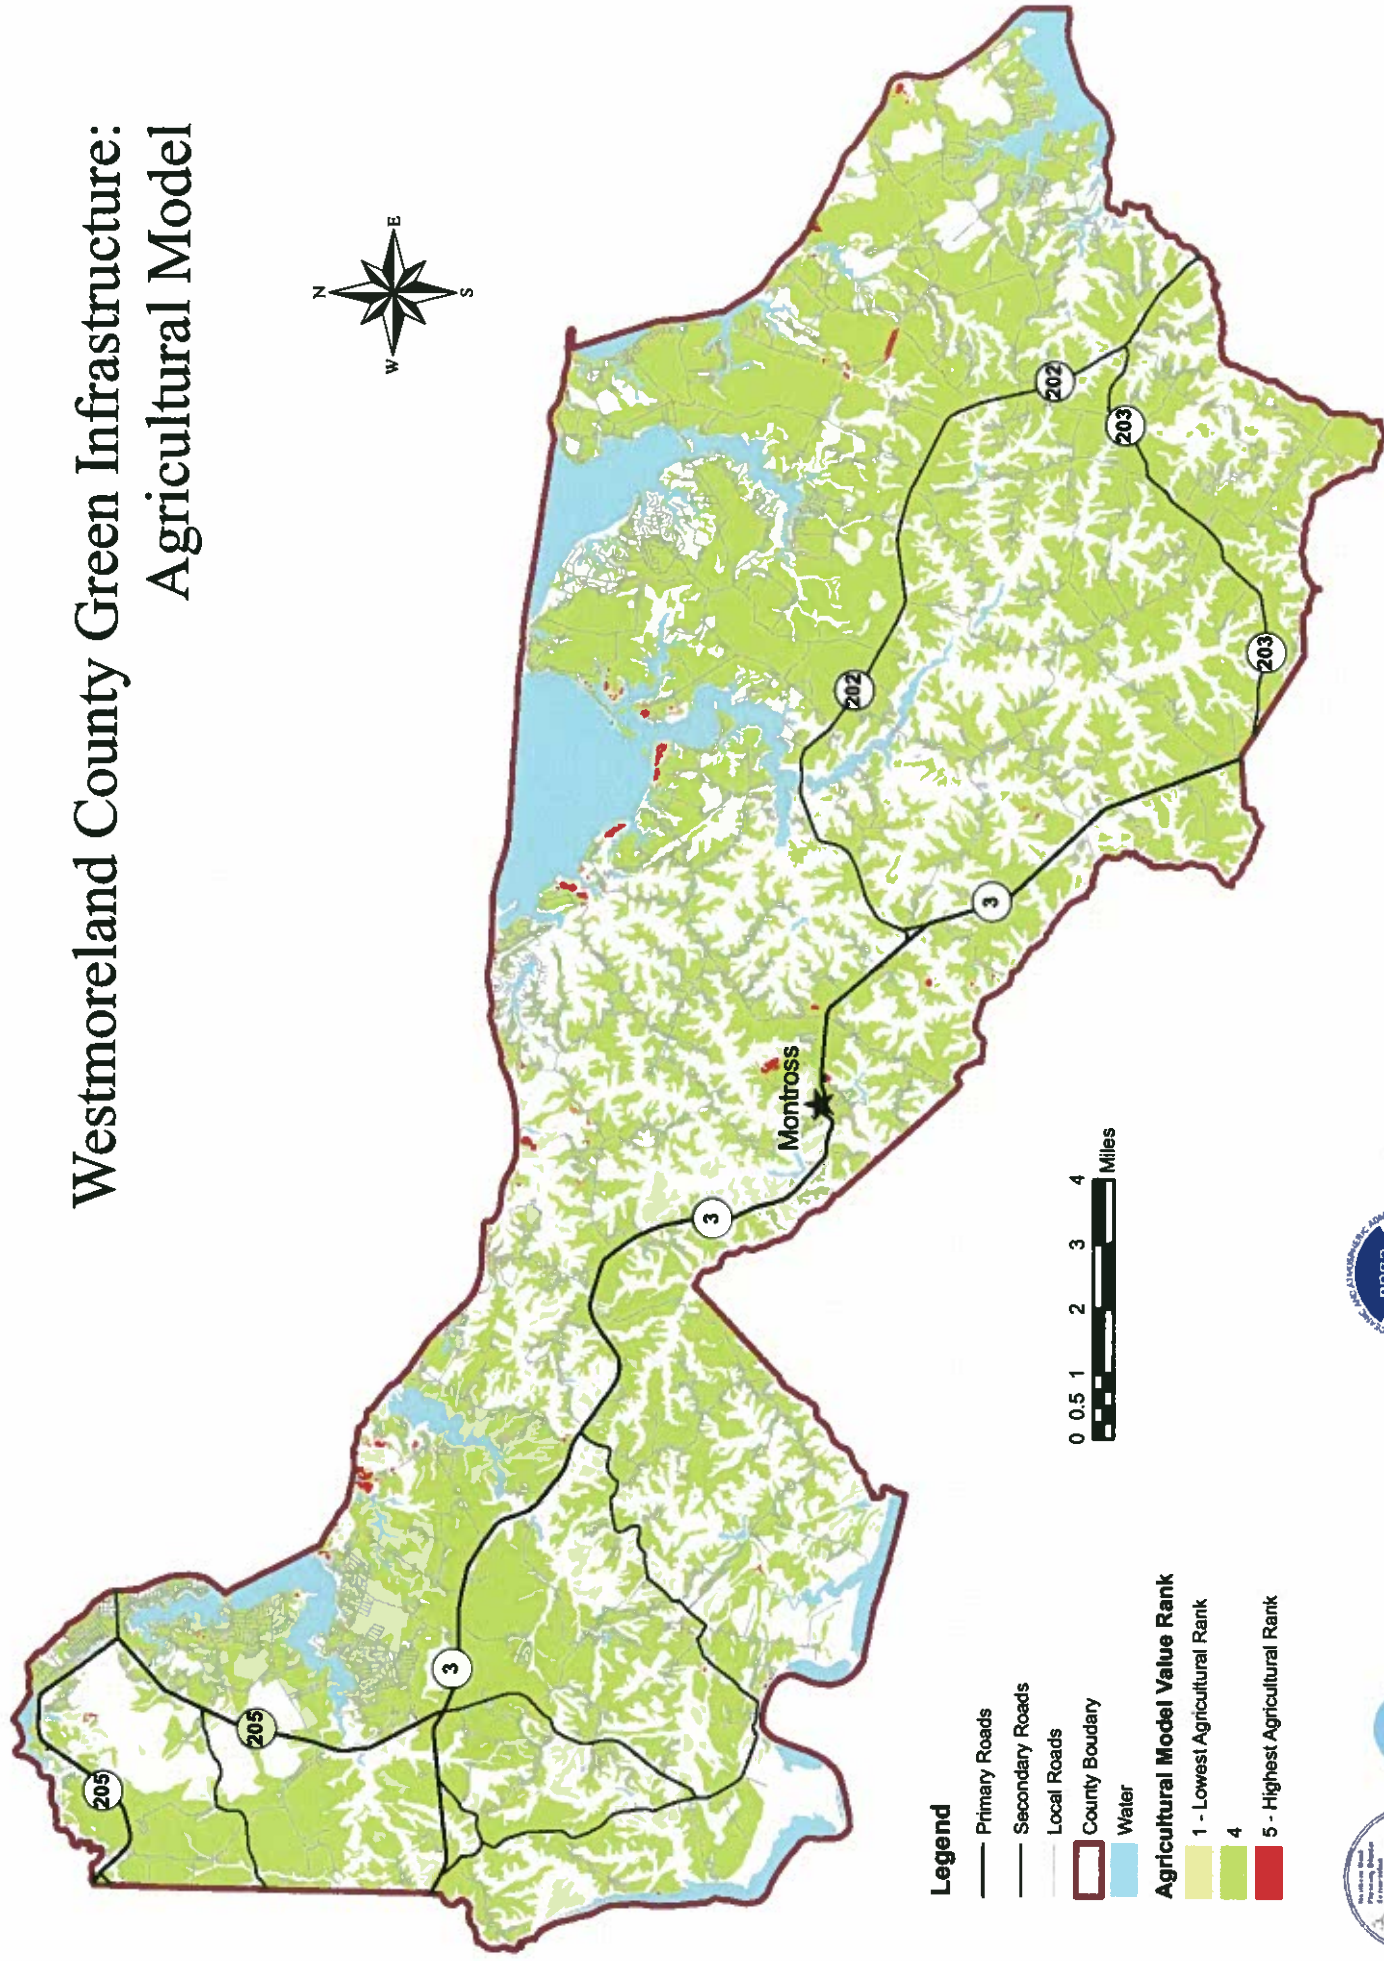 Westmoreland County Green Infrastructure:
Agricultural Model
N
W
E
S
205
205
3
3
Montross
3
202
202
203
203
0 0.5 1 2 3 4
Miles
Legend
Primary Roads
Secondary Roads
Local Roads
County Boudary
Water
Agricultural Model Value Rank
1 - Lowest Agricultural Rank
4
5 - Highest Agricultural Rank